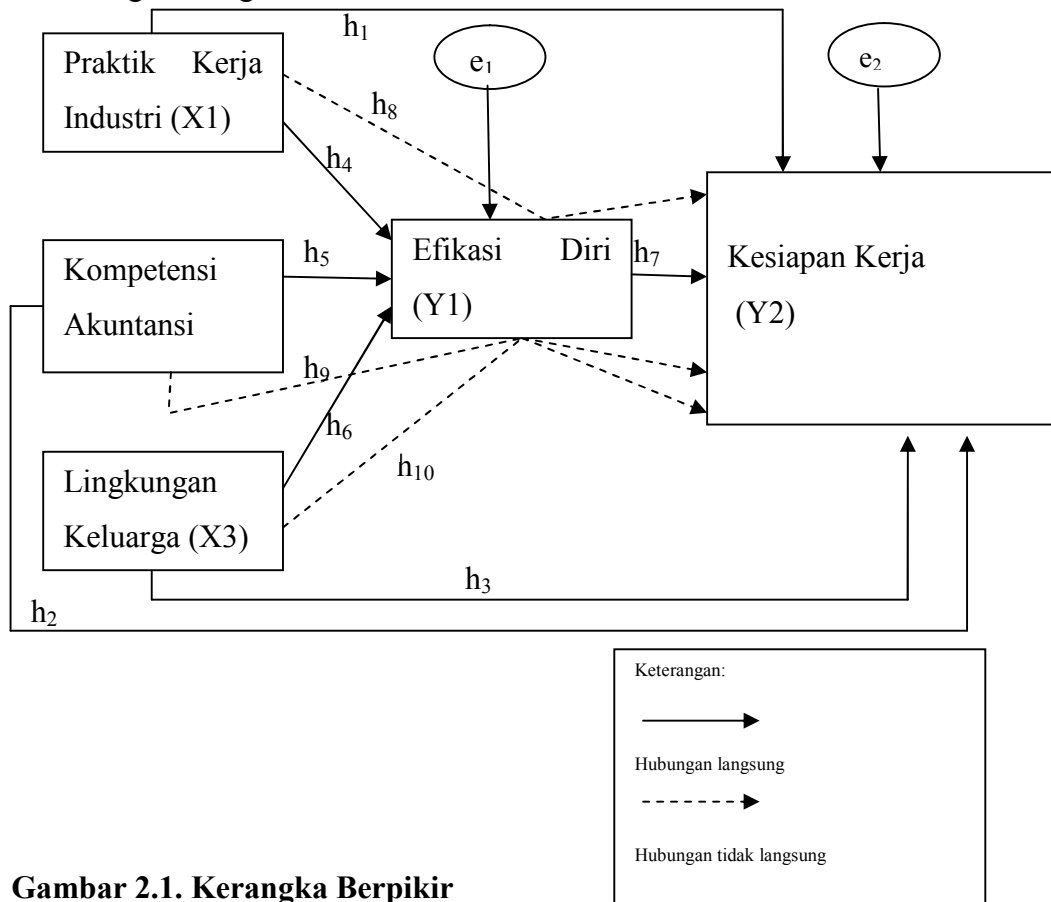 h₁
Praktik Kerja
Industri (X1)
e₁
e₂
h₈
h₄
Efikasi Diri
(Y1)
h₇
Kesiapan Kerja
(Y2)
Kompetensi
Akuntansi
h₅
h₉
h₆
h₁₀
Lingkungan
Keluarga (X3)
h₃
h₂
Keterangan:
Hubungan langsung
Hubungan tidak langsung
Gambar 2.1. Kerangka Berpikir